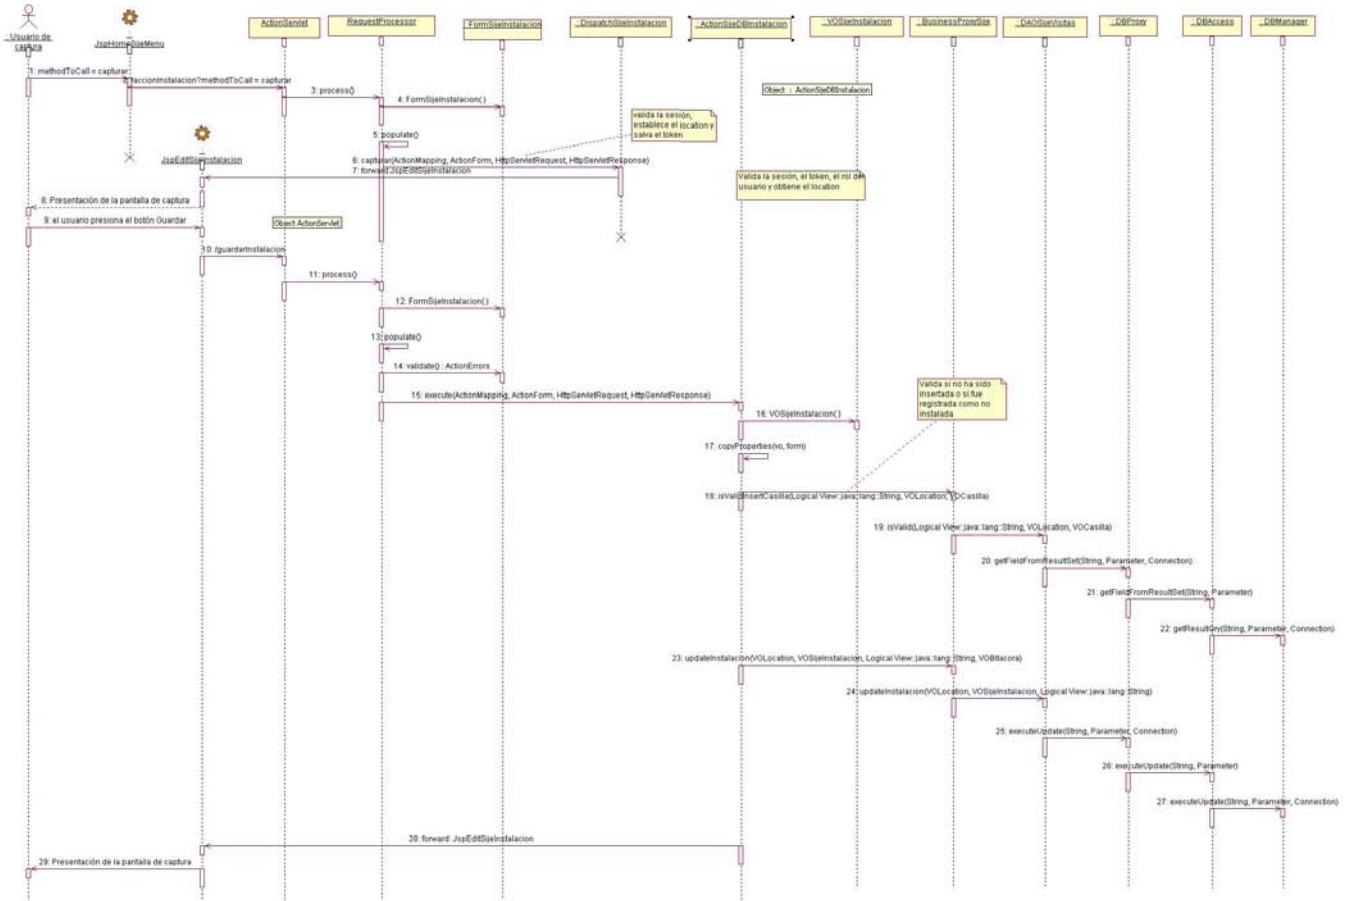 : Usuario de
captura
JspHomeSijeMenu
ActionServlet
RequestProcessor
: FormSijeInstalacion
: DispatchSijeInstalacion
: ActionSijeDBInstalacion
: VOSijeInstalacion
: BusinessProxySije
: DAOSijeVisitas
: DBProxy
: DBAccess
: DBManager
1: methodToCall = capturar
/accionInstalacion?methodToCall = capturar
3: process()
4: FormSijeInstalacion( )
Object : ActionSijeDBInstalacion
valida la sesión,
establece el location y
salva el token
5: populate()
JspEditSijeInstalacion
6: capturar(ActionMapping, ActionForm, HttpServletRequest, HttpServletResponse)
7: forward:JspEditSijeInstalacion
Valida la sesión, el token, el rol del
usuario y obtiene el location
8: Presentación de la pantalla de captura
9: el usuario presiona el botón Guardar
Object:ActionServlet
10: /guardarInstalacion
11: process()
12: FormSijeInstalacion( )
13: populate()
14: validate() : ActionErrors
15: execute(ActionMapping, ActionForm, HttpServletRequest, HttpServletResponse)
Valida si no ha sido
insertada o si fue
registrada como no
instalada
16: VOSijeInstalacion( )
17: copyProperties(vo, form)
18: isValidInsertCasilla(Logical View::java::lang::String, VOLocation, VOCasilla)
19: isValid(Logical View::java::lang::String, VOLocation, VOCasilla)
20: getFieldFromResultSet(String, Parameter, Connection)
21: getFieldFromResultSet(String, Parameter)
22: getResultQry(String, Parameter, Connection)
23: updateInstalacion(VOLocation, VOSijeInstalacion, Logical View::java::lang::String, VOBitacora)
24: updateInstalacion(VOLocation, VOSijeInstalacion, Logical View::java::lang::String)
25: executeUpdate(String, Parameter, Connection)
26: executeUpdate(String, Parameter)
27: executeUpdate(String, Parameter, Connection)
28: forward: JspEditSijeInstalacion
29: Presentación de la pantalla de captura